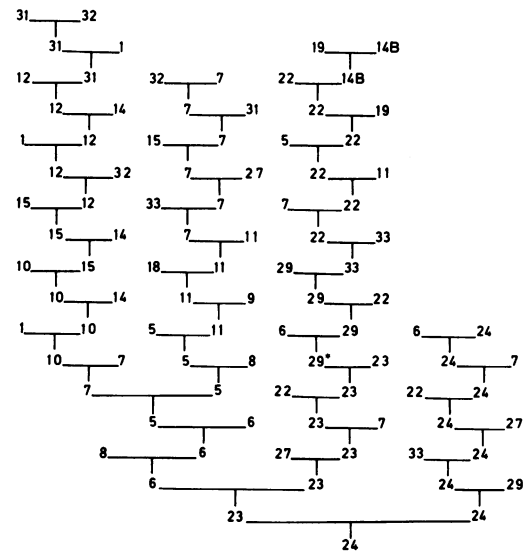 31 32
31 1 19 14B
12 31 32 7 22 14B
12 14 7 31 22 19
1 12 15 7 5 22
12 32 7 27 22 11
15 12 33 7 7 22
15 14 7 11 22 33
10 15 18 11 29 33
10 14 11 9 29 22
1 10 5 11 6 29 6 24
10 7 5 8 29* 23 24 7
7 5 22 23 22 24
5 6 23 7 24 27
8 6 27 23 33 24
6 23 24 29
23 24
24